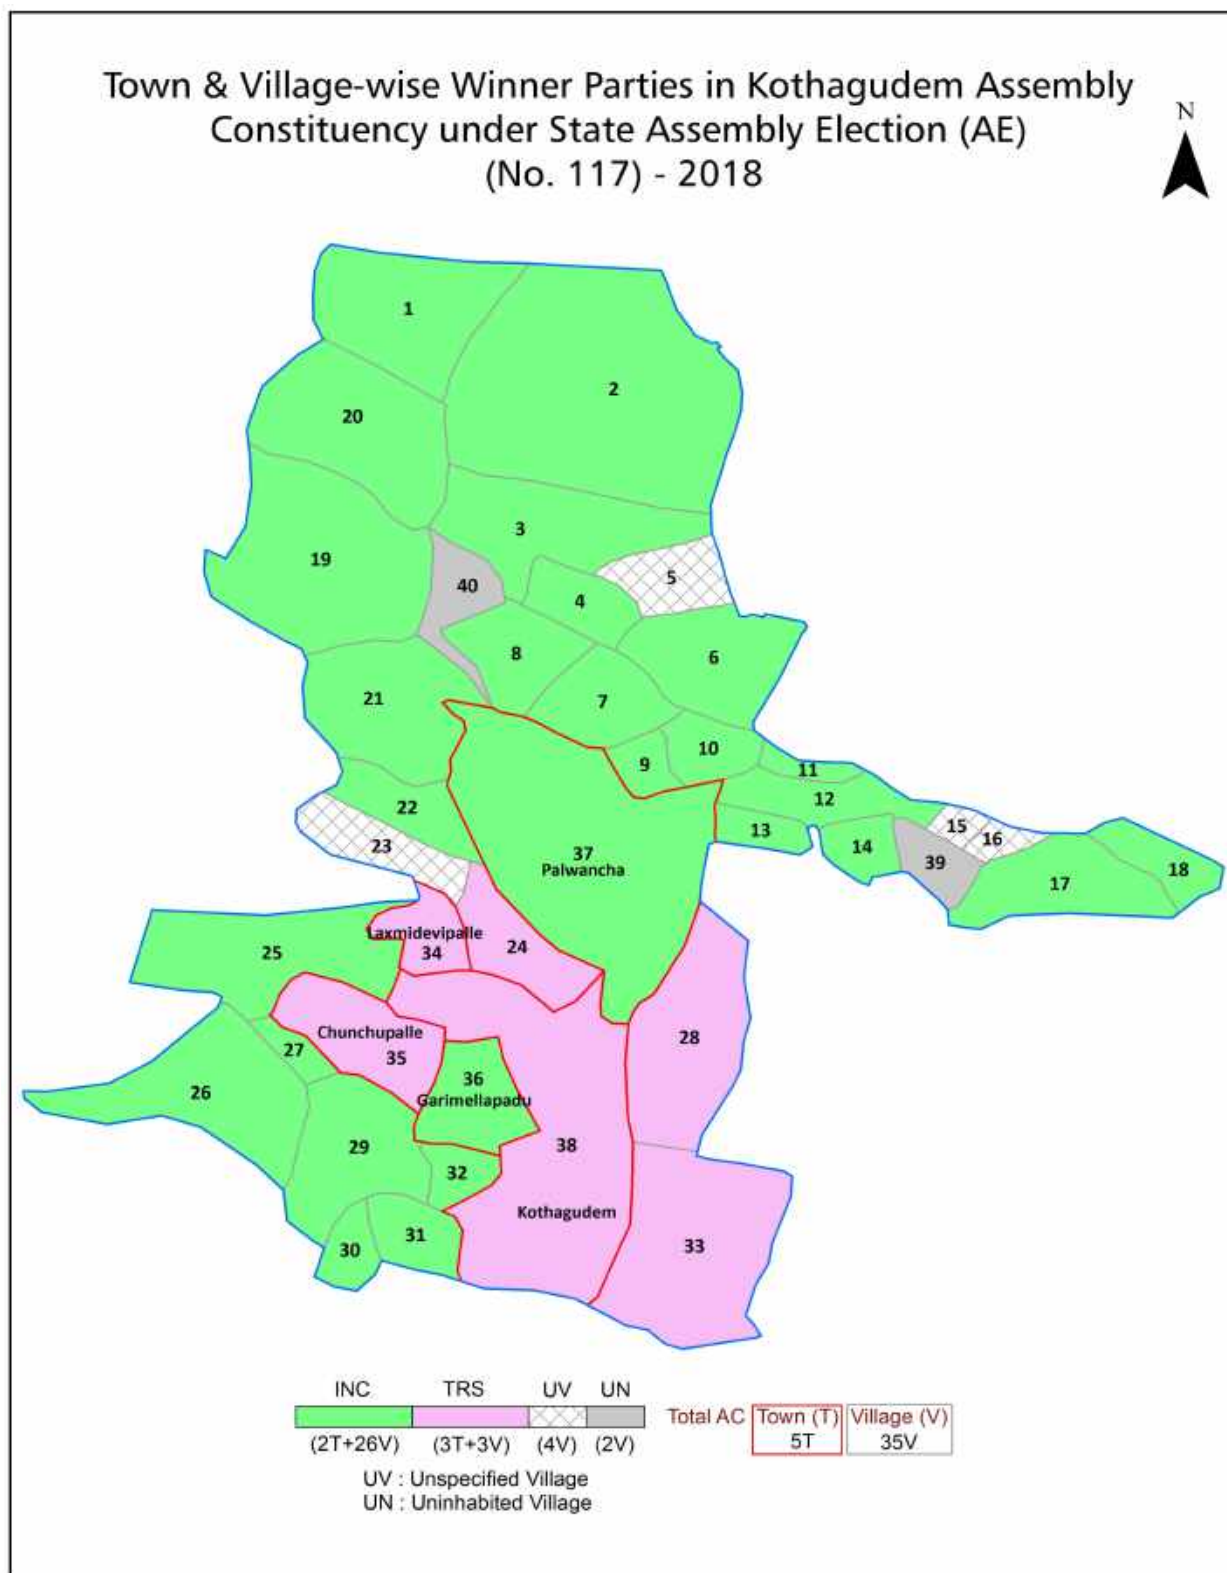 Town & Village-wise Winner Parties in Kothagudem Assembly
Constituency under State Assembly Election (AE)
(No. 117) - 2018
N
1
2
20
3
19
40
5
4
8
6
21
7
10
9
11
22
12
15
13
16
23
14
37
39
18
Palwancha
17
Laxmidevipalle
34
24
25
Chunchupalle
28
27
35
36
26
Garimellapadu
29
38
32
Kothagudem
31
30
33
INC TRS UV UN
Total AC Town (T) Village (V)
5T 35V
(2T+26V) (3T+3V) (4V) (2V)
UV : Unspecified Village
UN : Uninhabited Village